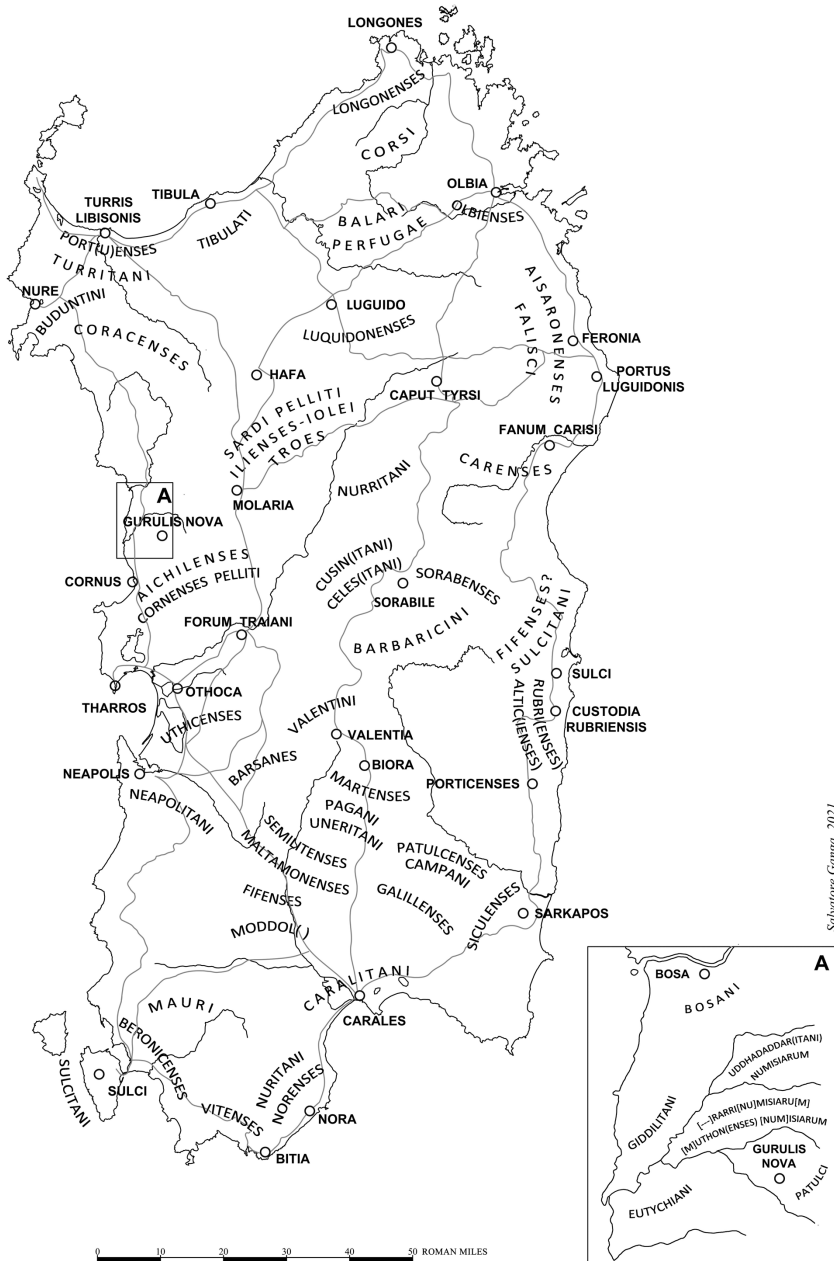 LONGONES
LONGONENSES
CORSI
OLBIA
TIBULA
TURRIS
LIBISONIS
BALARI
OLBIENSES
PERFUGAE
TIBULATI
PORT(U)ENSES
TURRITANI
NURE
BUDUNTINI
CORACENSES
AISARONENSES
FALISCI
LUGUIDO
LUQUIDONENSES
FERONIA
HAFA
PORTUS
LUGUIDONIS
CAPUT TYRSI
SARDI PELLITI
ILIENSES-IOLEI
TROES
FANUM CARISI
CARENSES
NURRITANI
MOLARIA
A
GURULIS NOVA
CORNUS
AICHILENSES
CORNENSES PELLITI
CUSIN(ITANI)
CELES(ITANI)
SORABENSES
SORABILE
BARBARICINI
FIFENSES?
SULCITANI
FORUM TRAIANI
SULCI
THARROS
OTHOCA
UTHICENSES
VALENTINI
VALENTIA
RUBRI(ENSES)
ALTIC(IENSES)
CUSTODIA
RUBRIENSIS
NEAPOLIS
NEAPOLITANI
BARSANES
BIORA
MARTENSES
PORTICENSES
PAGANI
UNERITANI
SEMILITENSES
MALTAMONENSES
PATULCENSES
CAMPANI
FIFENSES
GALILLENSES
MODDOL( )
SICULENSES
SARKAPOS
CARALITANI
CARALES
MAURI
BERONICENSES
SULCITANI
SULCI
VITENSES
NURITANI
NORENSES
NORA
BITIA
0 10 20 30 40 50 ROMAN MILES
Salvatore Ganga, 2021
A
BOSA
BOSANI
UDDHADADDAR(ITANI)
NUMISIARUM
[---]RARRI[NU]MISIARU[M]
[M]UTHON(ENSES) [NUM]ISIARUM
GIDDILITANI
GURULIS
NOVA
PATULCI
EUTYCHIANI